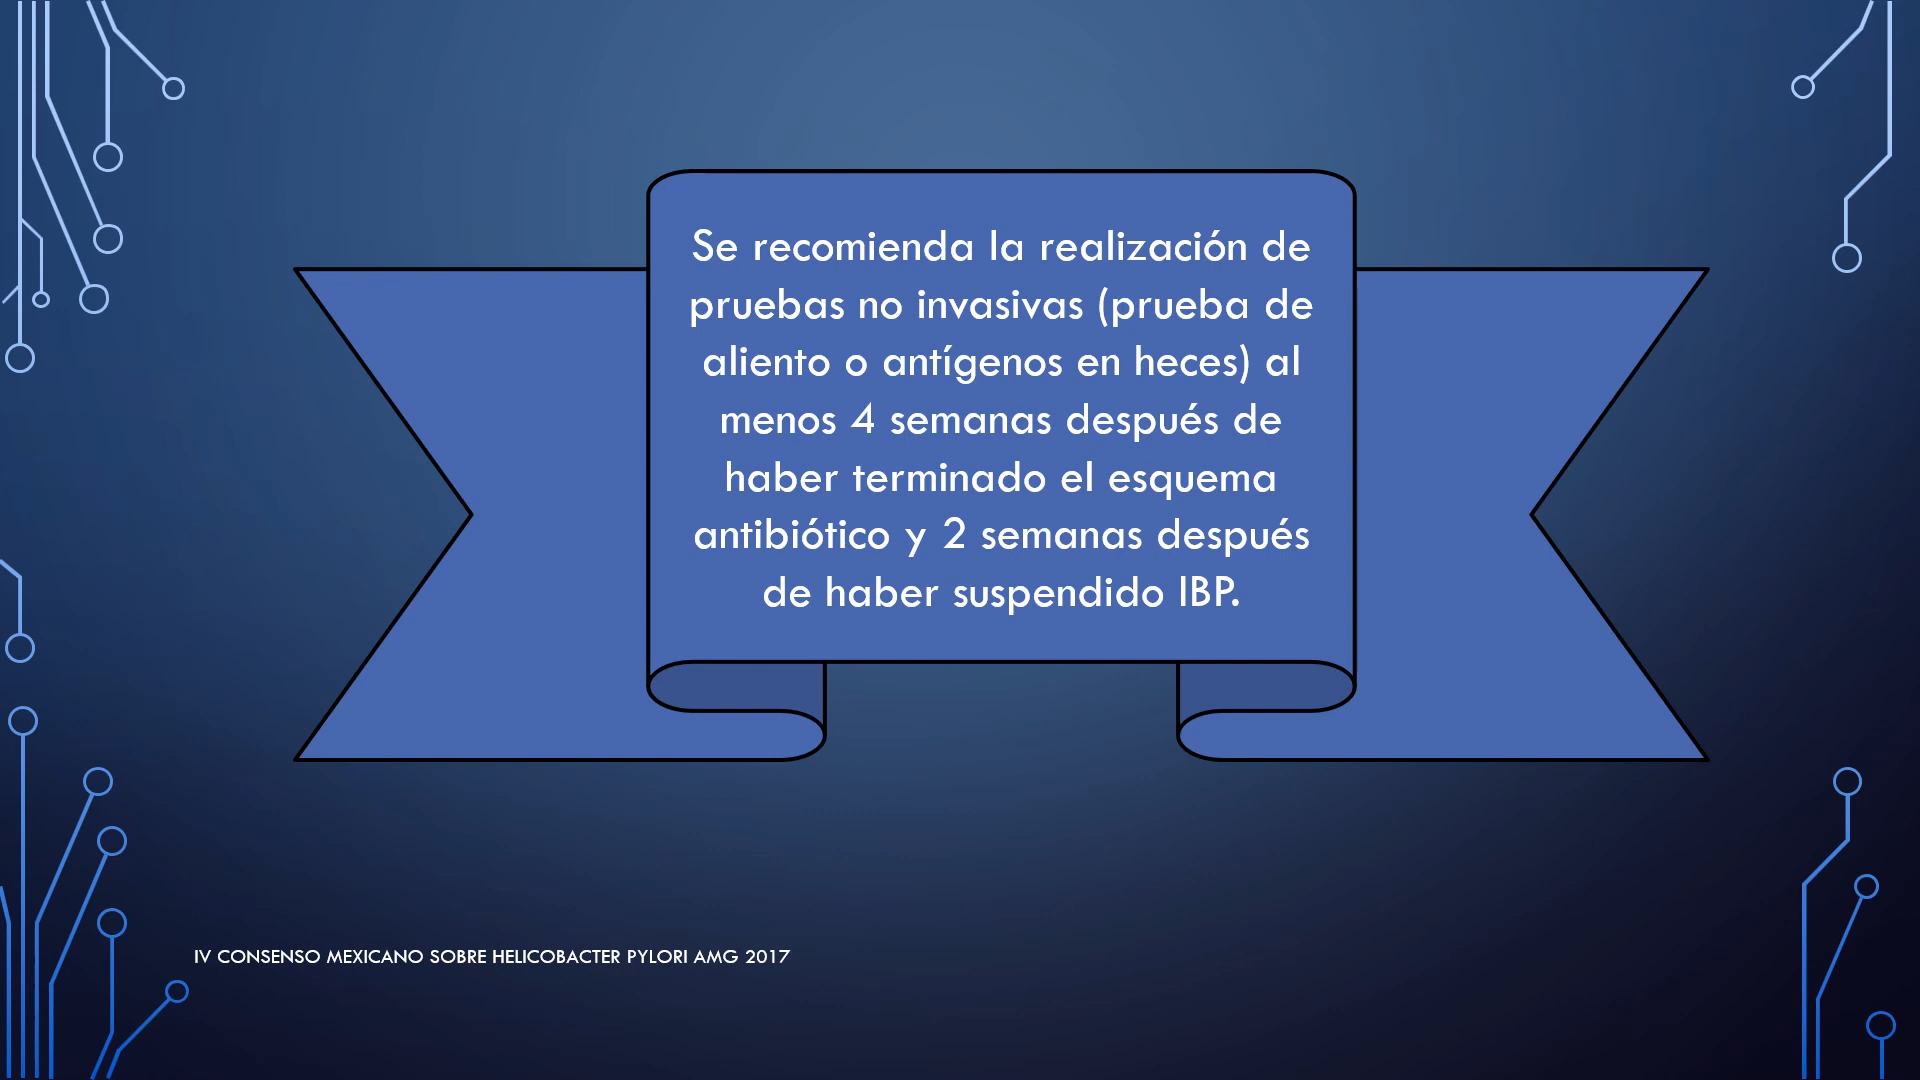 Se recomienda la realización de
pruebas no invasivas (prueba de
aliento o antígenos en heces) al
menos 4 semanas después de
haber terminado el esquema
antibiótico y 2 semanas después
de haber suspendido IBP.
IV CONSENSO MEXICANO SOBRE HELICOBACTER PYLORI AMG 2017